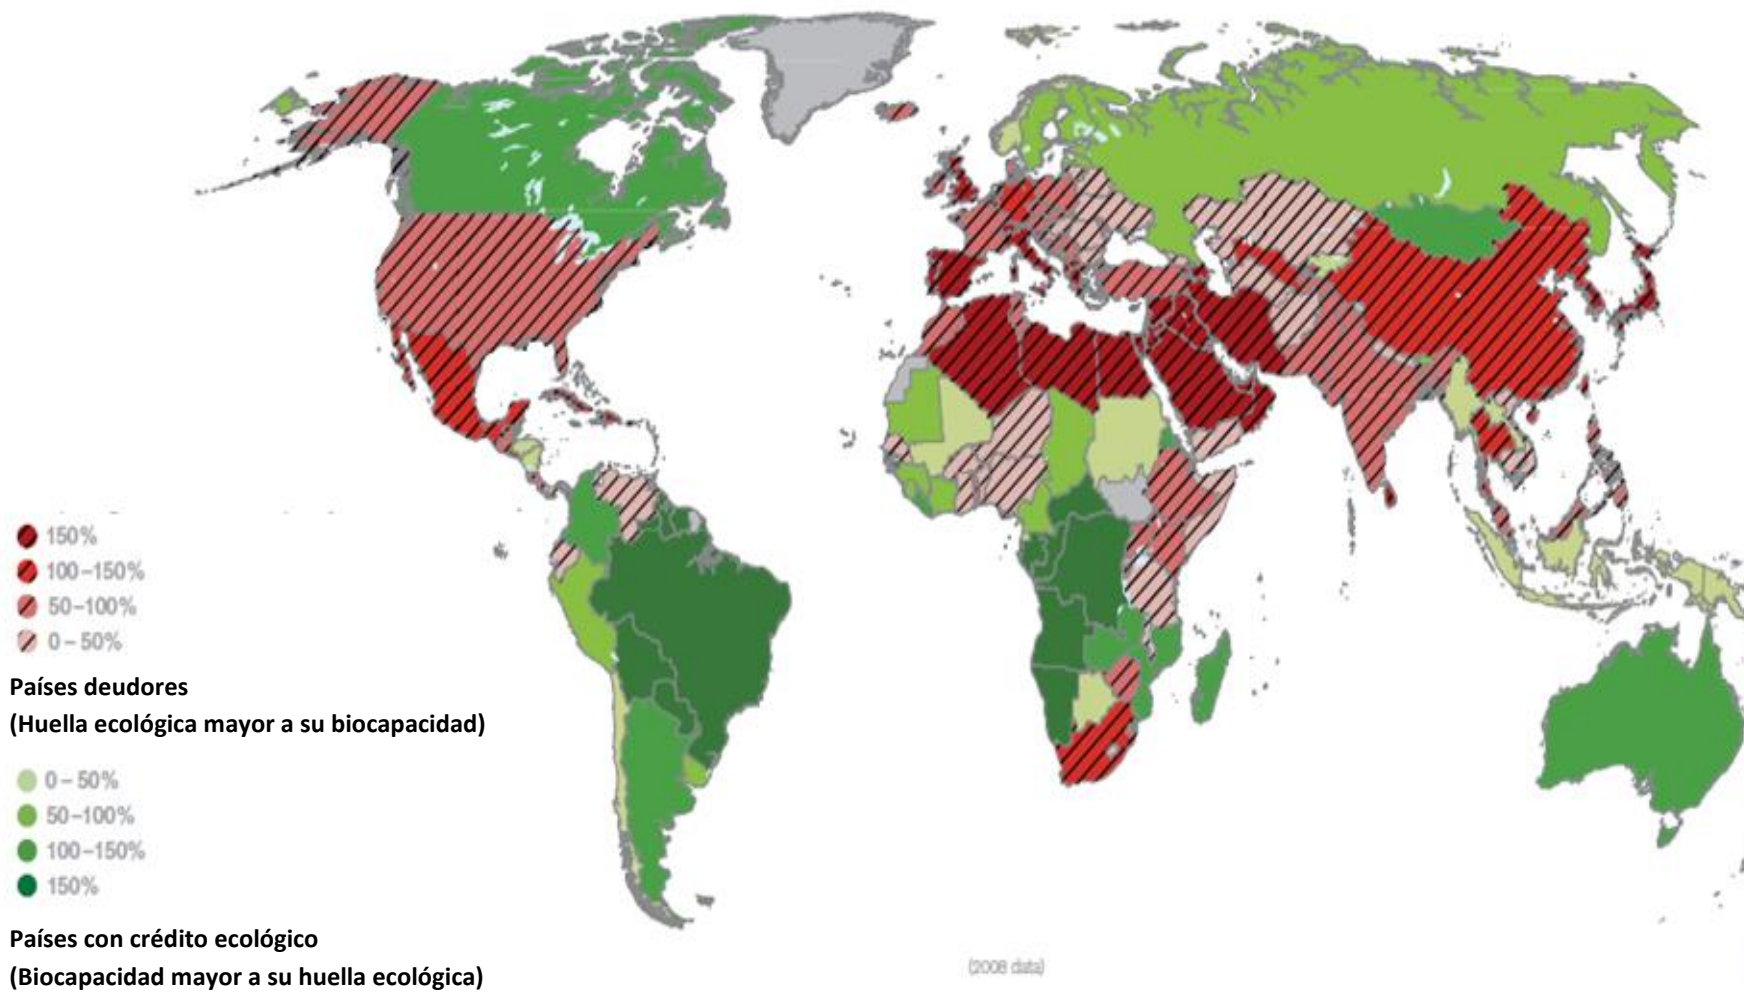 150%
100–150%
50–100%
0–50%
Países deudores
(Huella ecológica mayor a su biocapacidad)
0–50%
50–100%
100–150%
150%
Países con crédito ecológico
(Biocapacidad mayor a su huella ecológica)
(2008 data)